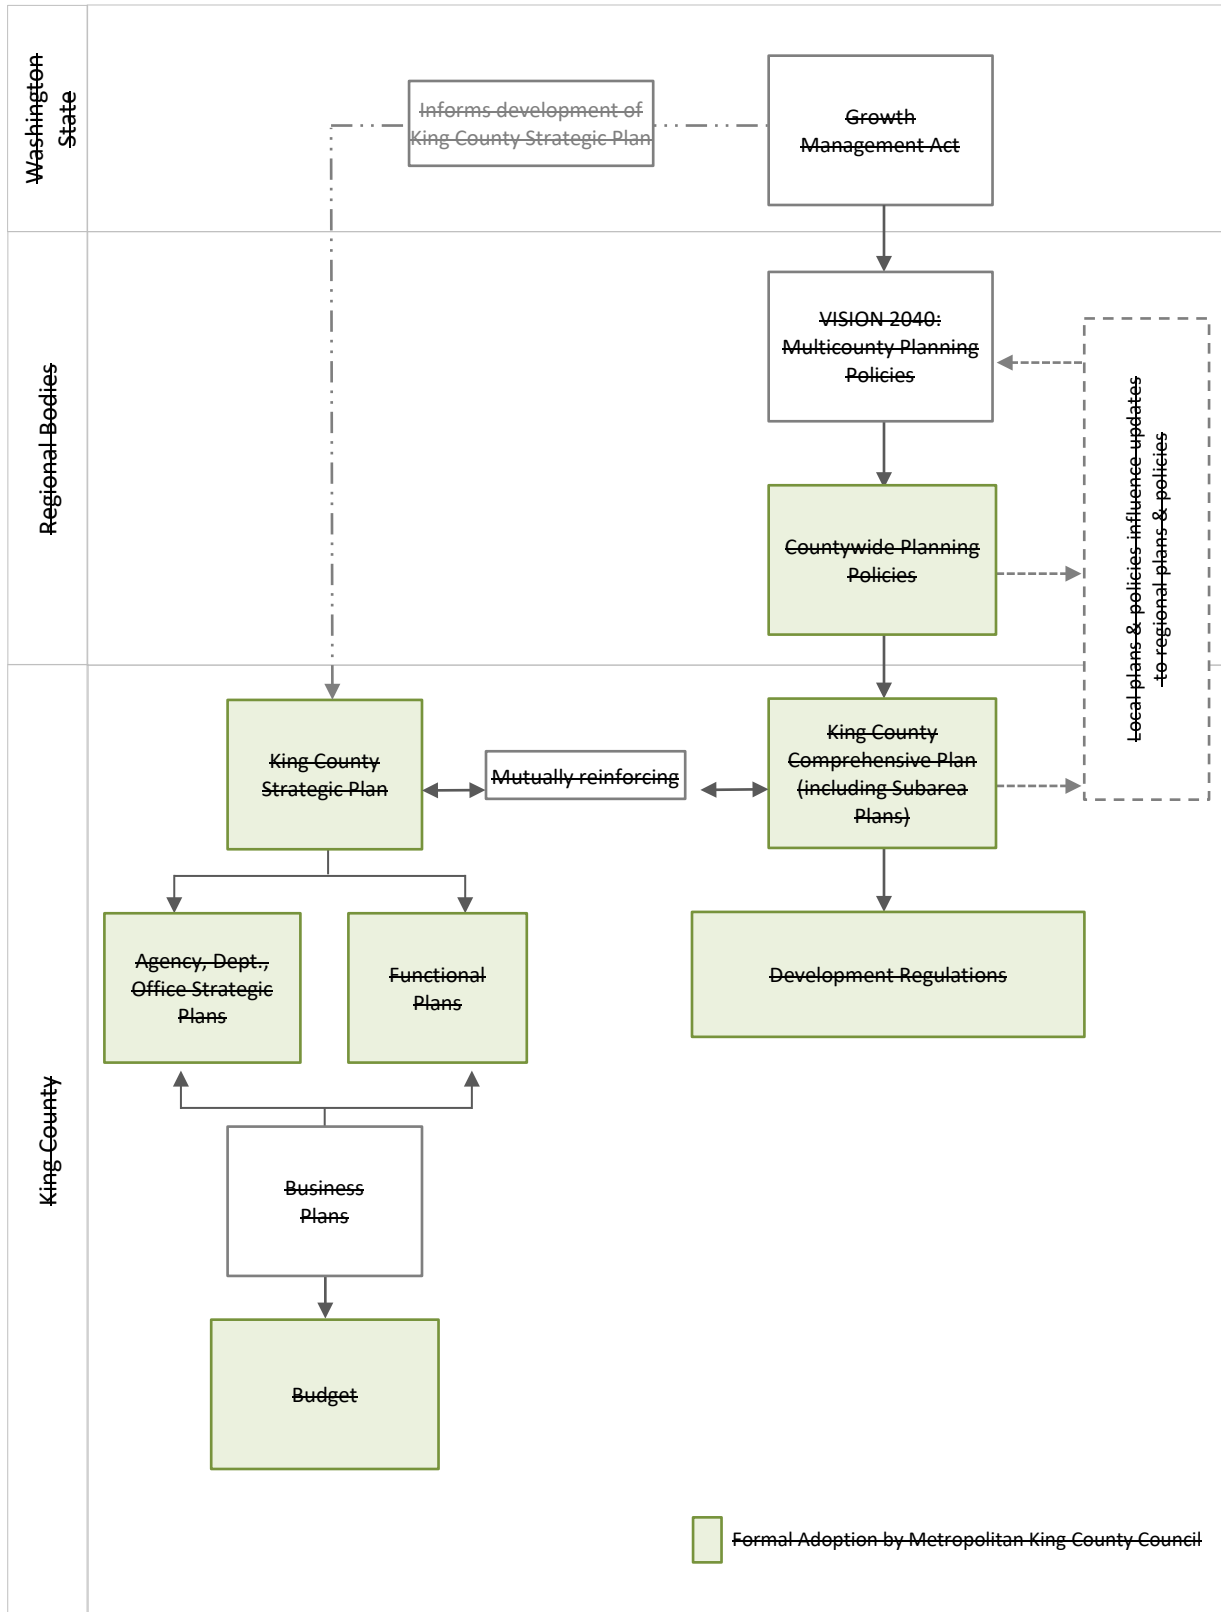 Washington
State
Informs development of
King County Strategic Plan
Growth
Management Act
Regional Bodies
VISION 2040:
Multicounty Planning
Policies
Countywide Planning
Policies
Local plans & policies influence updates
to regional plans & policies
King County
King County
Strategic Plan
Mutually reinforcing
King County
Comprehensive Plan
(including Subarea
Plans)
Agency, Dept.,
Office Strategic
Plans
Functional
Plans
Development Regulations
Business
Plans
Budget
Formal Adoption by Metropolitan King County Council